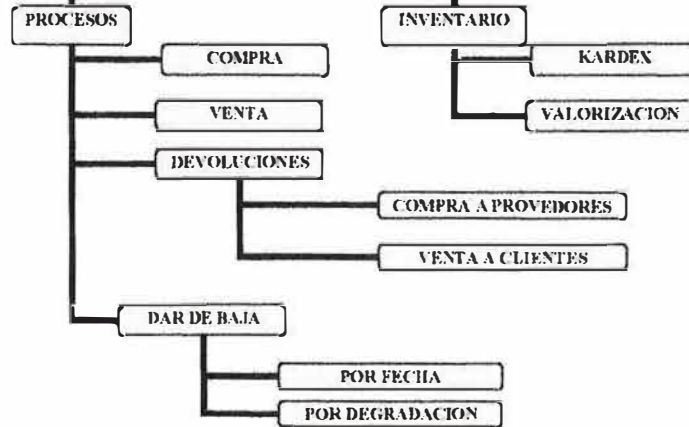 PROCESOS
COMPRA
VENTA
DEVOLUCIONES
COMPRA A PROVEDORES
VENTA A CLIENTES
DAR DE BAJA
POR FECHA
POR DEGRADACION
INVENTARIO
KARDEX
VALORIZACION